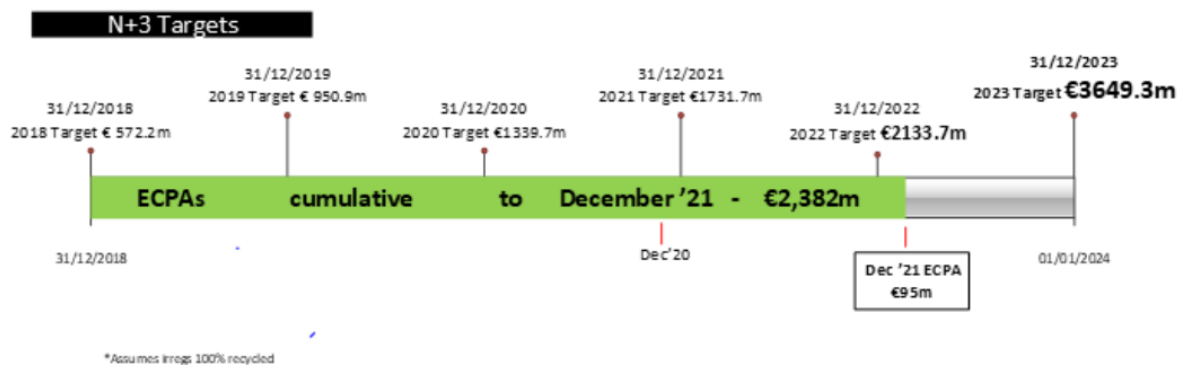 N+3 Targets
31/12/2018
2018 Target € 572.2m
31/12/2019
2019 Target € 950.9m
31/12/2020
2020 Target €1339.7m
31/12/2021
2021 Target €1731.7m
31/12/2022
2022 Target €2133.7m
31/12/2023
2023 Target €3649.3m
ECPAs cumulative to December ’21 - €2,382m
31/12/2018
Dec’20
Dec ’21 ECPA
€95m
01/01/2024
*Assumes irregs 100% recycled